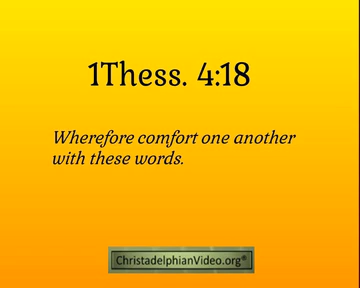 1Thess. 4:18
Wherefore comfort one another
with these words.
ChristadelphianVideo.org®